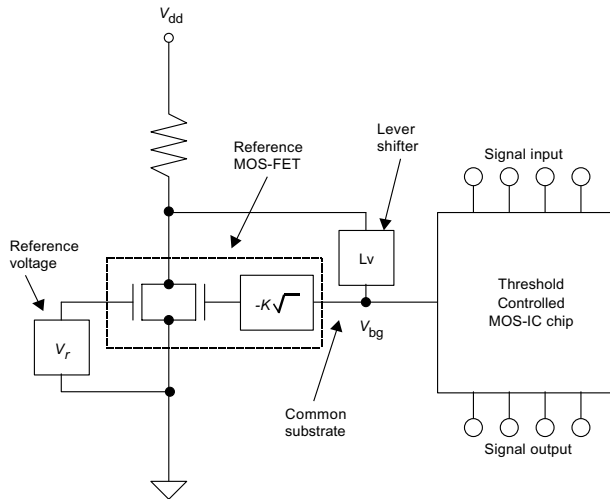 V_dd
Reference
MOS-FET
Lever
shifter
Signal input
Reference
voltage
Lv
Threshold
Controlled
MOS-IC chip
-K√
V_r
V_bg
Common
substrate
Signal output